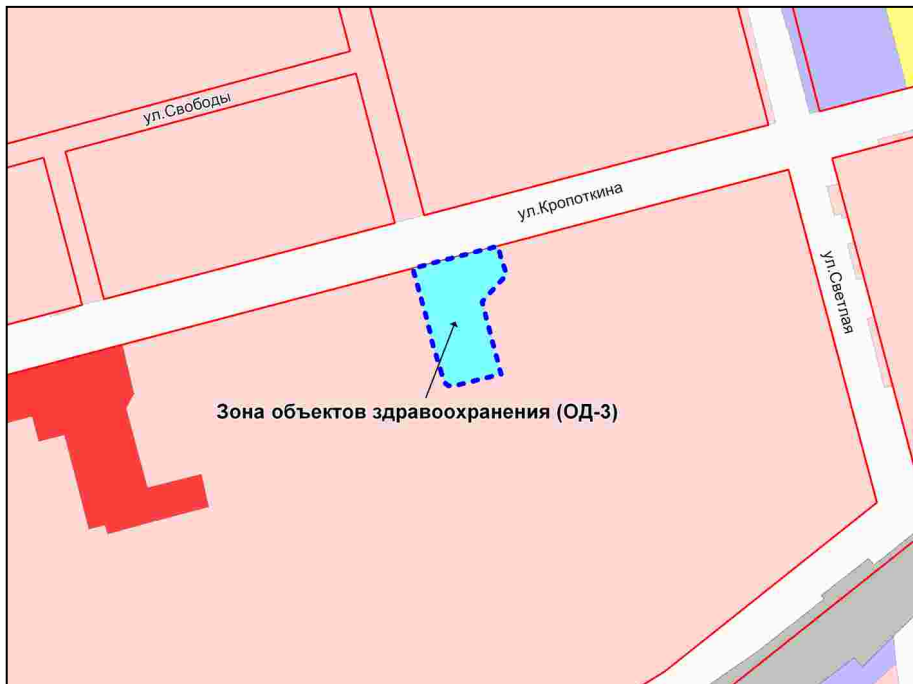 ул.Свободы
ул.Кропоткина
ул.Светлая
Зона объектов здравоохранения (ОД-3)